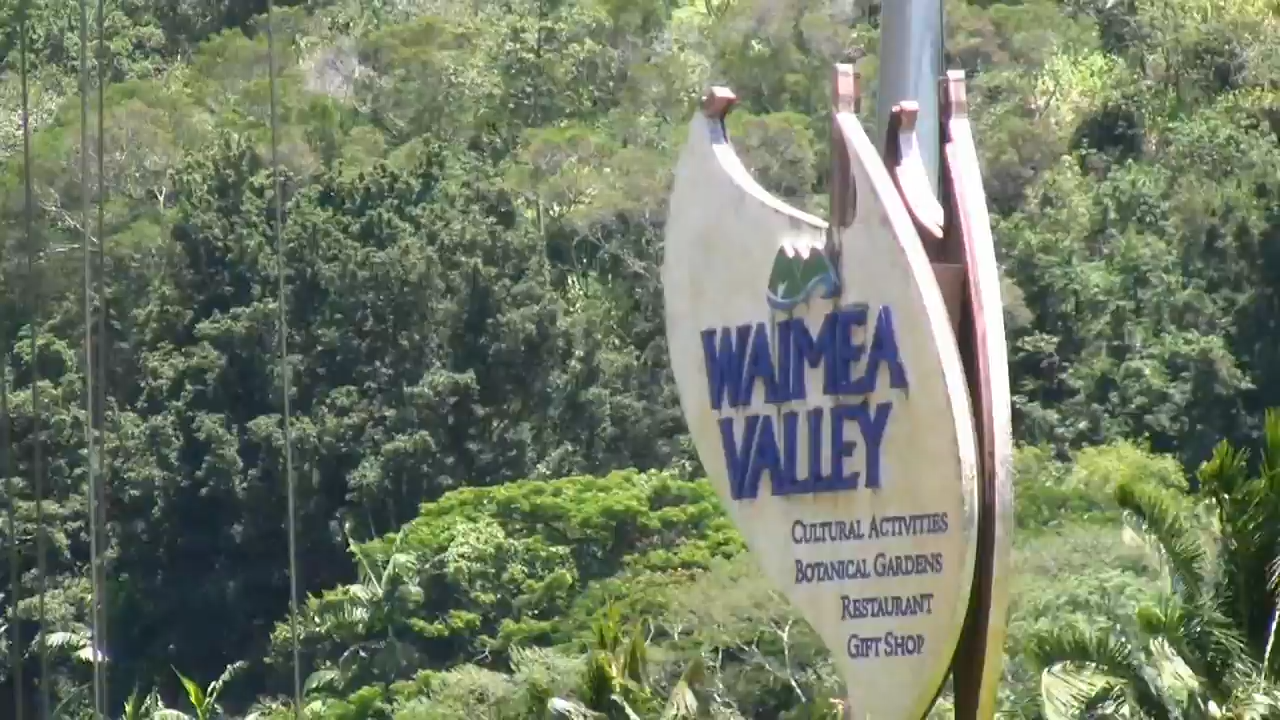 WAIMEA
VALLEY
CULTURAL ACTIVITIES
BOTANICAL GARDENS
RESTAURANT
GIFT SHOP